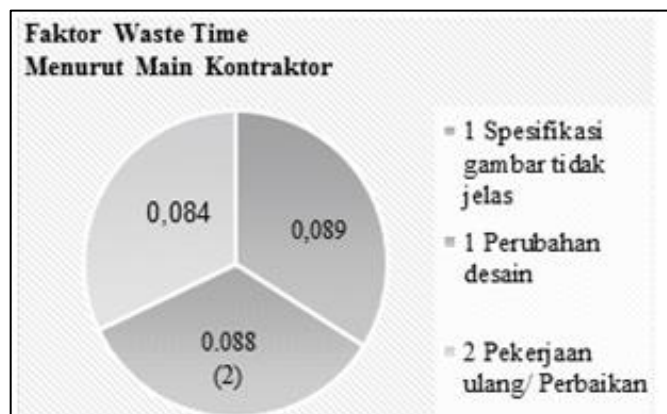 Faktor Waste Time
Menurut Main Kontraktor
0,084
0,089
0.088
(2)
1 Spesifikasi
gambar tidak
jelas
1 Perubahan
desain
2 Pekerjaan
ulang/ Perbaikan